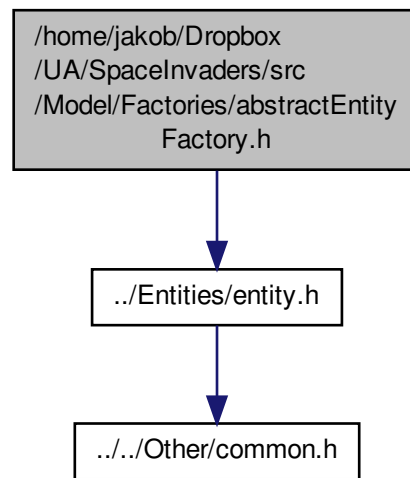 /home/jakob/Dropbox
/UA/SpaceInvaders/src
/Model/Factories/abstractEntity
Factory.h
../Entities/entity.h
../../Other/common.h